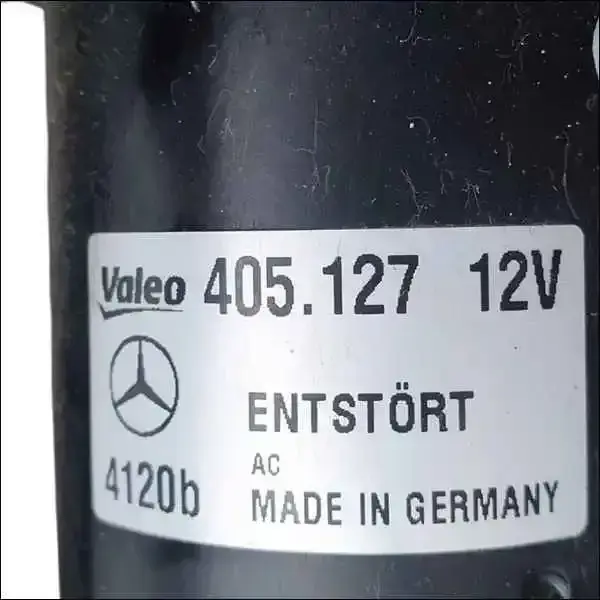 Valeo 405.127 12V
ENTSTÖRT
AC
4120b MADE IN GERMANY